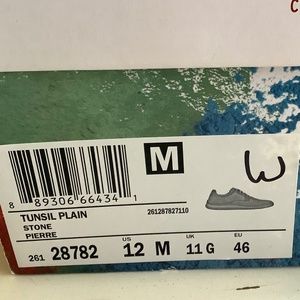 C
M
W
8 89306 66434 1
TUNSIL PLAIN 261287827110
STONE
PIERRE
US UK EU
261 28782 12 M 11 G 46